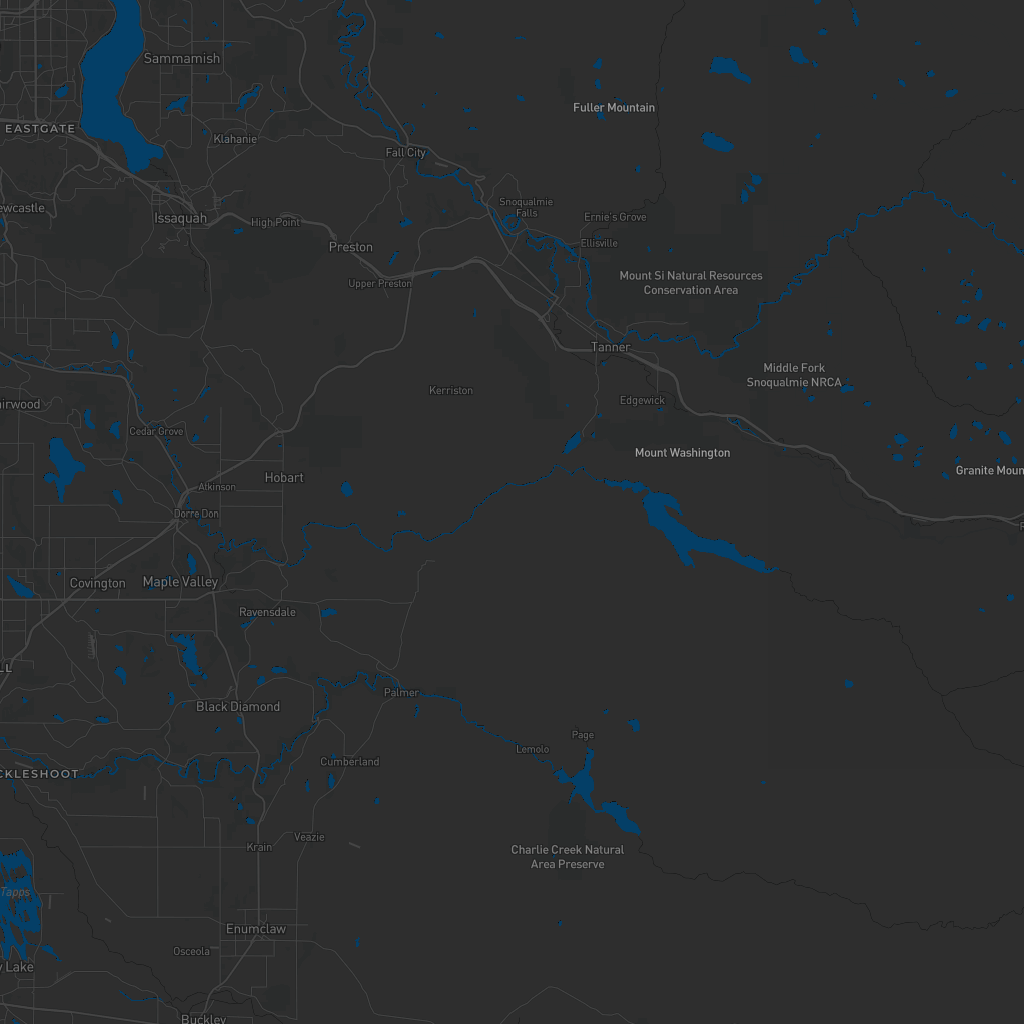 Sammamish
Fuller Mountain
EASTGATE
Klahanie
Fall City
Snoqualmie
Falls
ewcastle
Issaquah
High Point
Ernie's Grove
Preston
Ellisville
Upper Preston
Mount Si Natural Resources
Conservation Area
Tanner
Middle Fork
Snoqualmie NRCA
Kerriston
Edgewick
airwood
Cedar Grove
Mount Washington
Granite Moun
Hobart
Atkinson
Dorre Don
Covington
Maple Valley
Ravensdale
LL
Palmer
Black Diamond
Page
Lemolo
Cumberland
CKLESHOOT
Veazie
Krain
Charlie Creek Natural
Area Preserve
Tapps
Enumclaw
Osceola
y Lake
Buckley